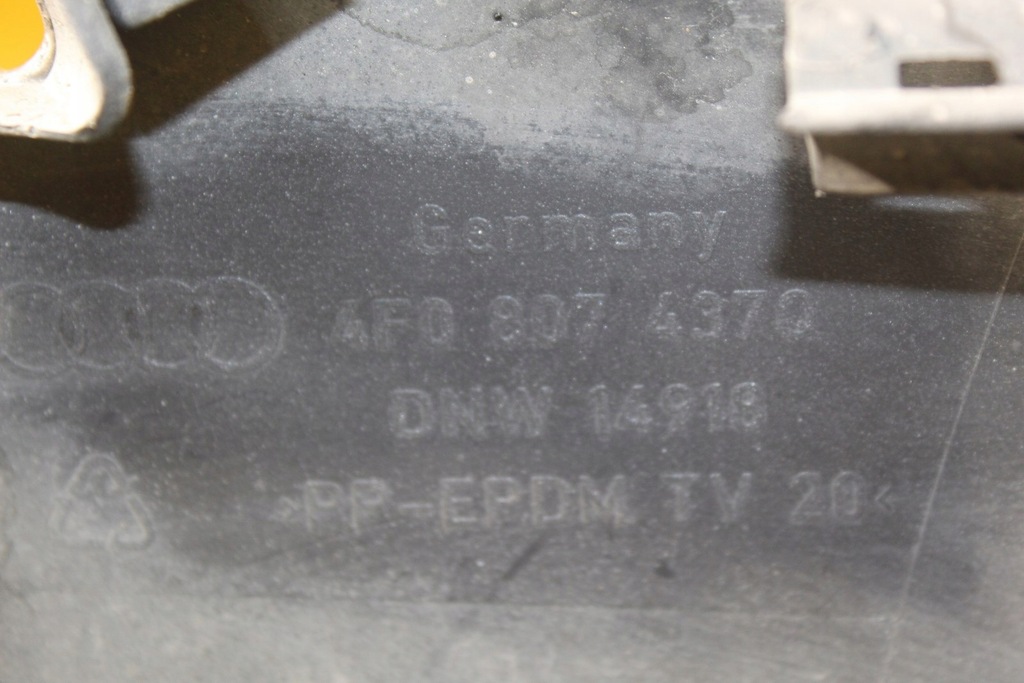 Germany
4F0 807 437Q
DNW 14918
>PP-EPDM TV 20<